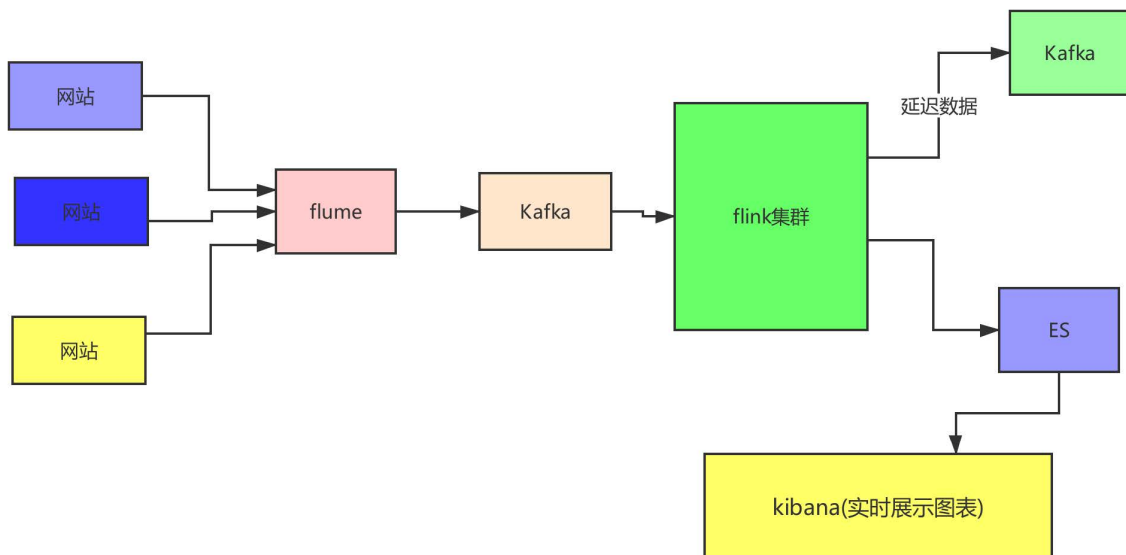 网站
网站
网站
flume
Kafka
flink集群
延迟数据
Kafka
ES
kibana(实时展示图表)